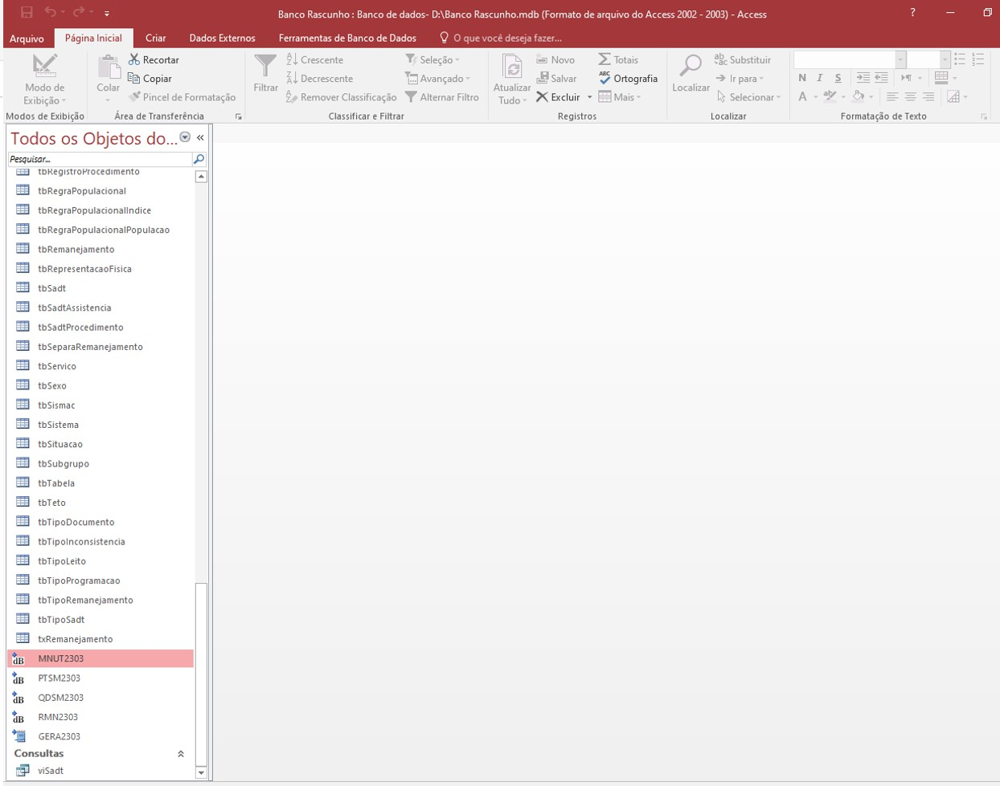 Banco Rascunho : Banco de dados- D:\Banco Rascunho.mdb (Formato de arquivo do Access 2002 - 2003) - Access
?
Arquivo
Página Inicial
Criar
Dados Externos
Ferramentas de Banco de Dados
O que você deseja fazer...
Modo de
Exibição
Modos de Exibição
Colar
Recortar
Copiar
Pincel de Formatação
Área de Transferência
Filtrar
Crescente
Decrescente
Remover Classificação
Seleção
Avançado
Alternar Filtro
Classificar e Filtrar
Atualizar
Tudo
Novo
Salvar
Excluir
Totais
Ortografia
Mais
Registros
Localizar
Substituir
Ir para
Selecionar
Localizar
N I S
A
Formatação de Texto
Todos os Objetos do...
Pesquisar...
tbRegistroProcedimento
tbRegraPopulacional
tbRegraPopulacionalIndice
tbRegraPopulacionalPopulacao
tbRemanejamento
tbRepresentacaoFisica
tbSadt
tbSadtAssistencia
tbSadtProcedimento
tbSeparaRemanejamento
tbServico
tbSexo
tbSismac
tbSistema
tbSituacao
tbSubgrupo
tbTabela
tbTeto
tbTipoDocumento
tbTipoInconsistencia
tbTipoLeito
tbTipoProgramacao
tbTipoRemanejamento
tbTipoSadt
txRemanejamento
dB MNUT2303
dB PTSM2303
dB QDSM2303
dB RMN2303
GERA2303
Consultas
viSadt